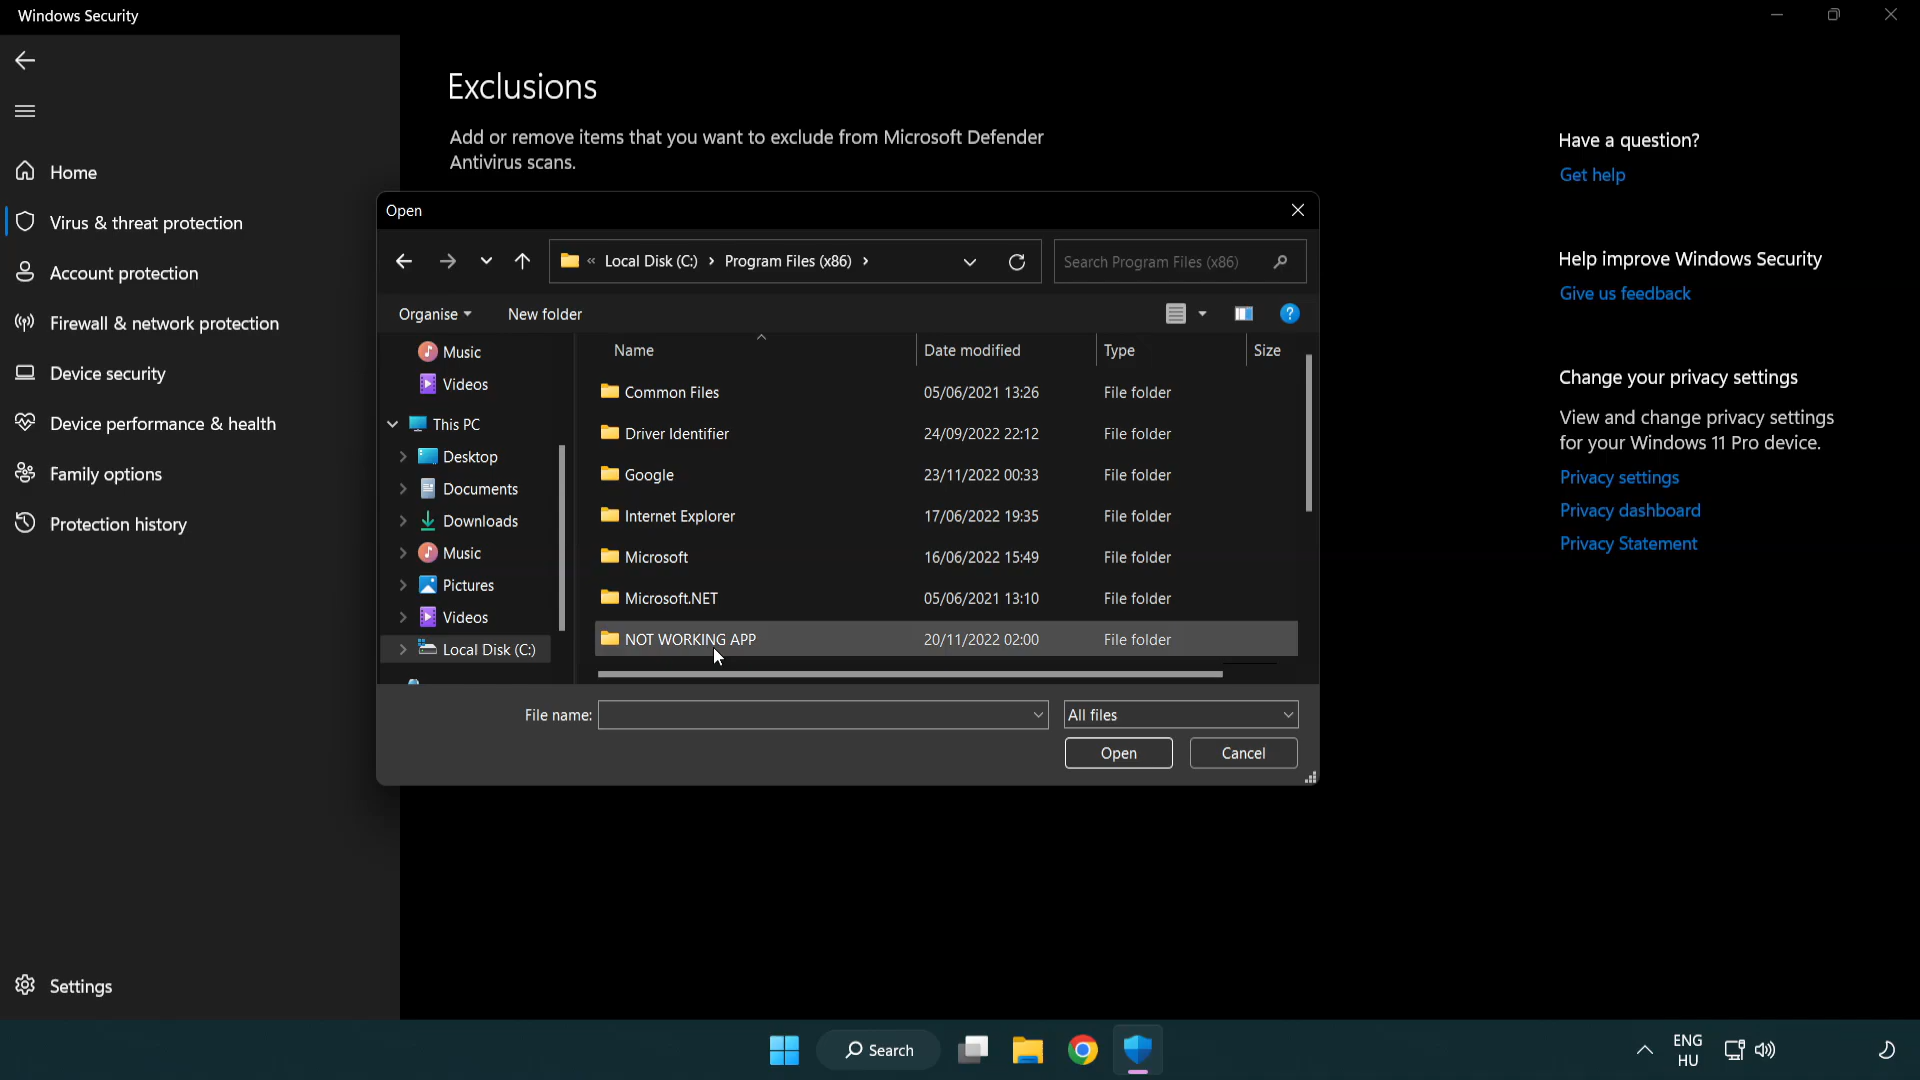 Windows Security
Exclusions
Add or remove items that you want to exclude from Microsoft Defender
Antivirus scans.
Home
Virus & threat protection
Account protection
Firewall & network protection
Device security
Device performance & health
Family options
Protection history
Settings
Open
« Local Disk (C:) > Program Files (x86) >
Search Program Files (x86)
Organise
New folder
?
Music
Videos
This PC
Desktop
Documents
Downloads
Music
Pictures
Videos
Local Disk (C:)
Name Date modified Type Size
Common Files 05/06/2021 13:26 File folder
Driver Identifier 24/09/2022 22:12 File folder
Google 23/11/2022 00:33 File folder
Internet Explorer 17/06/2022 19:35 File folder
Microsoft 16/06/2022 15:49 File folder
Microsoft.NET 05/06/2021 13:10 File folder
NOT WORKING APP 20/11/2022 02:00 File folder
File name:
All files
Open
Cancel
Have a question?
Get help
Help improve Windows Security
Give us feedback
Change your privacy settings
View and change privacy settings
for your Windows 11 Pro device.
Privacy settings
Privacy dashboard
Privacy Statement
Search
ENG
HU